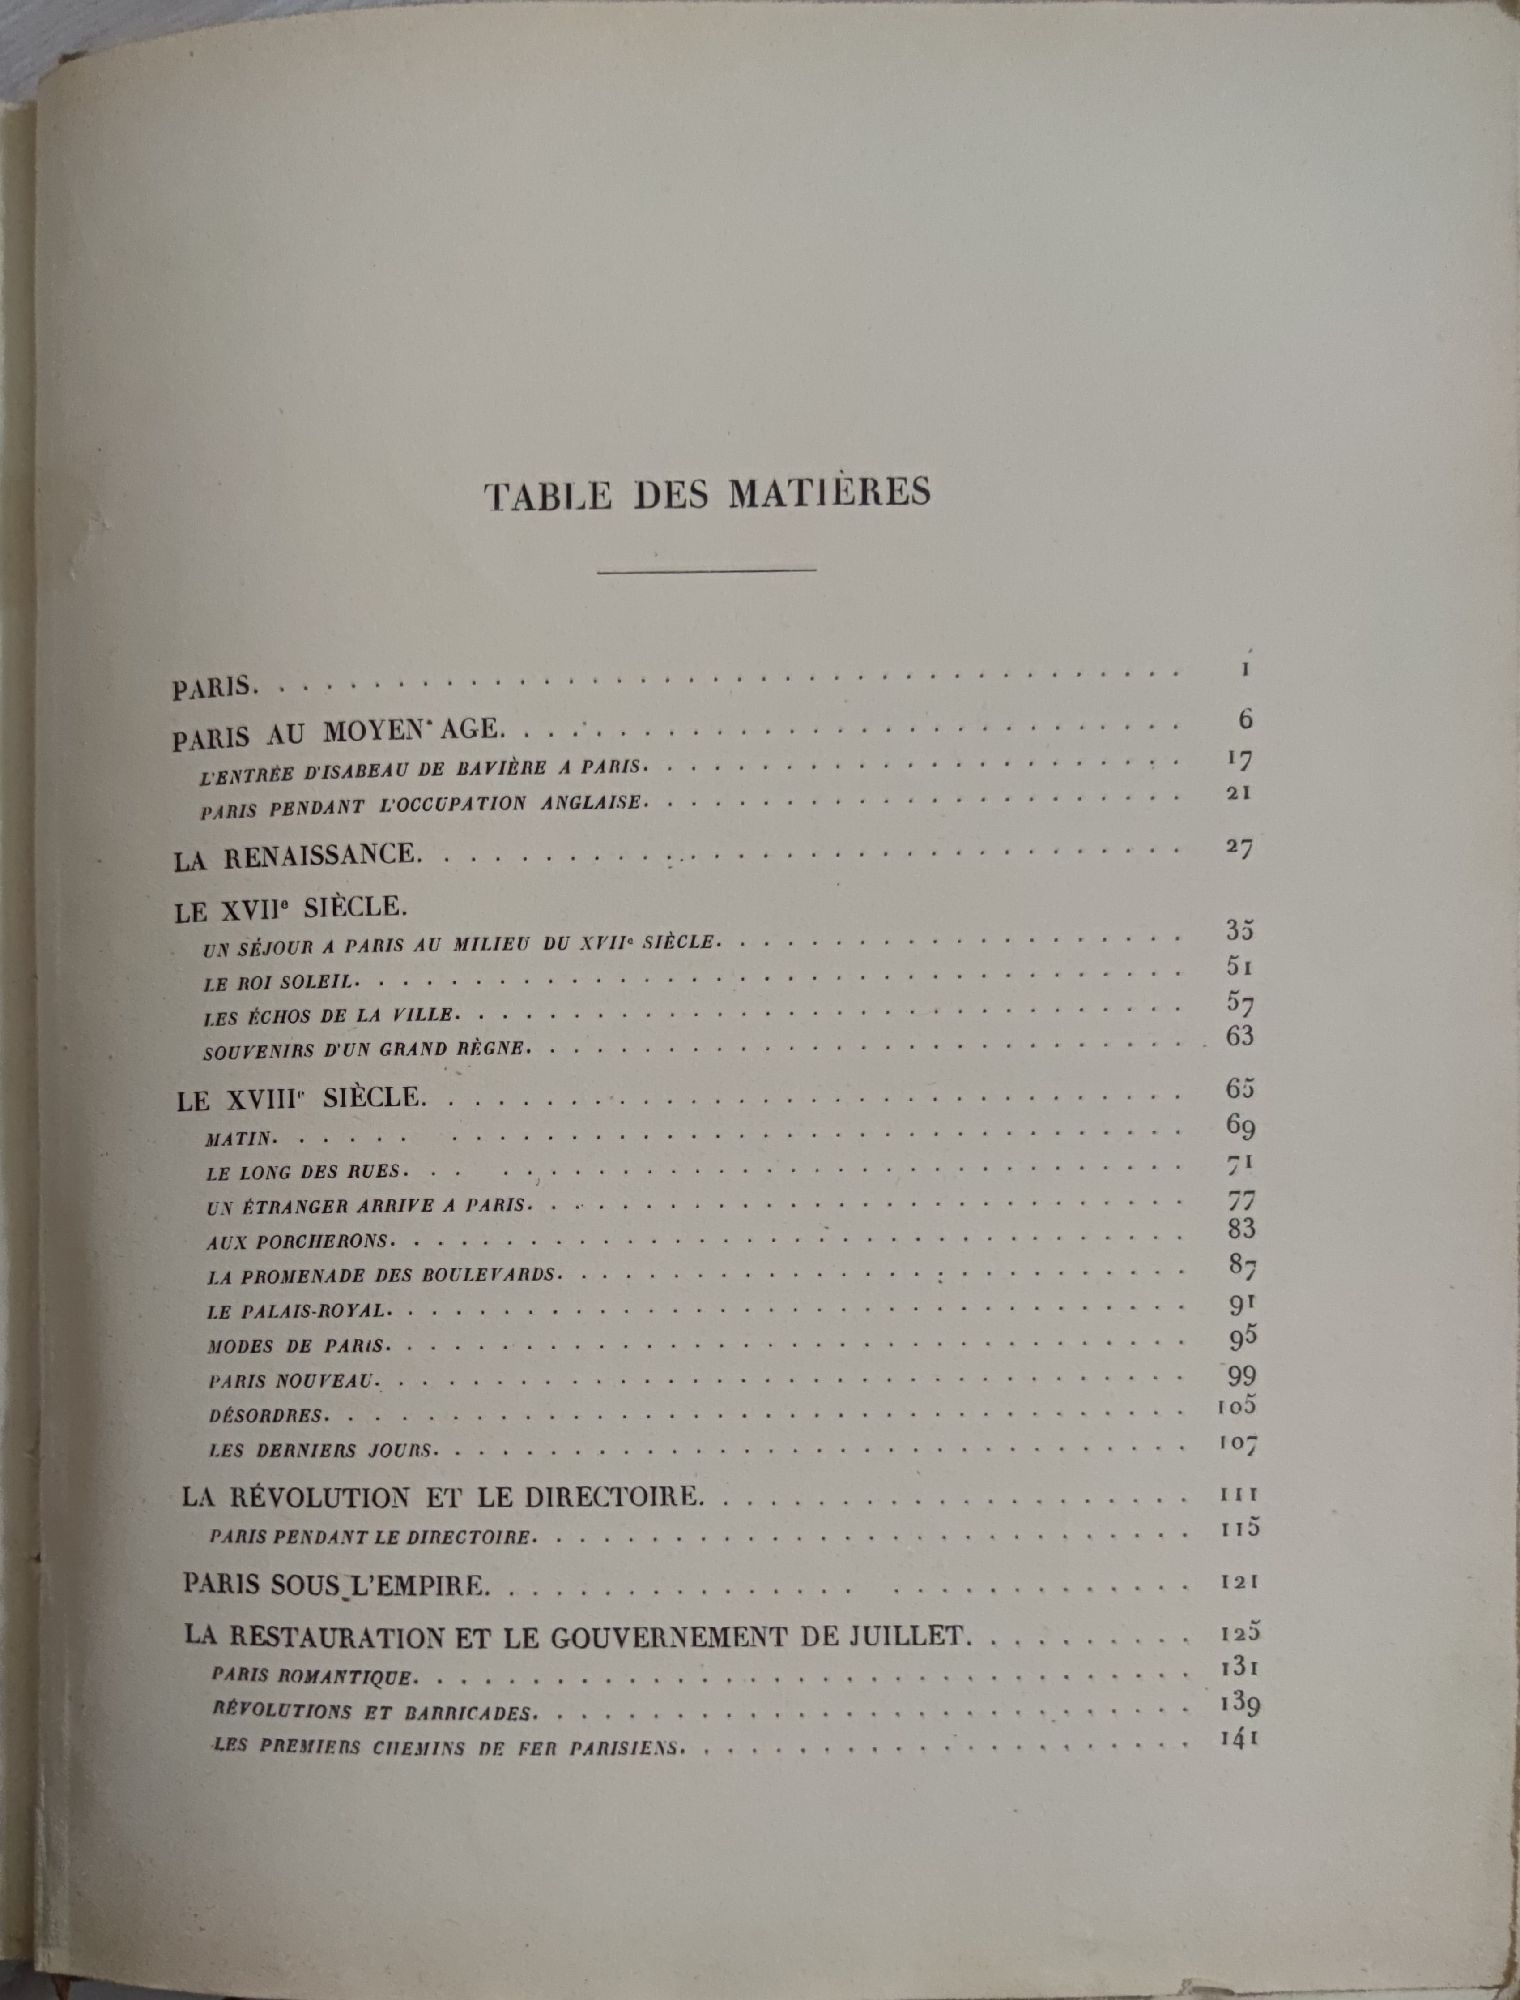 TABLE DES MATIÈRES
PARIS. 1
PARIS AU MOYEN AGE. 6
L'ENTRÉE D'ISABEAU DE BAVIÈRE A PARIS. 17
PARIS PENDANT L'OCCUPATION ANGLAISE. 21
LA RENAISSANCE. 27
LE XVIIe SIÈCLE.
UN SÉJOUR A PARIS AU MILIEU DU XVIIe SIÈCLE. 35
LE ROI SOLEIL. 51
LES ÉCHOS DE LA VILLE. 57
SOUVENIRS D'UN GRAND RÈGNE. 63
LE XVIIIe SIÈCLE. 65
MATIN. 69
LE LONG DES RUES. 71
UN ÉTRANGER ARRIVE A PARIS. 77
AUX PORCHERONS. 83
LA PROMENADE DES BOULEVARDS. 87
LE PALAIS-ROYAL. 91
MODES DE PARIS. 95
PARIS NOUVEAU. 99
DÉSORDRES. 105
LES DERNIERS JOURS. 107
LA RÉVOLUTION ET LE DIRECTOIRE. 111
PARIS PENDANT LE DIRECTOIRE. 115
PARIS SOUS L'EMPIRE. 121
LA RESTAURATION ET LE GOUVERNEMENT DE JUILLET. 125
PARIS ROMANTIQUE. 131
RÉVOLUTIONS ET BARRICADES. 139
LES PREMIERS CHEMINS DE FER PARISIENS. 141